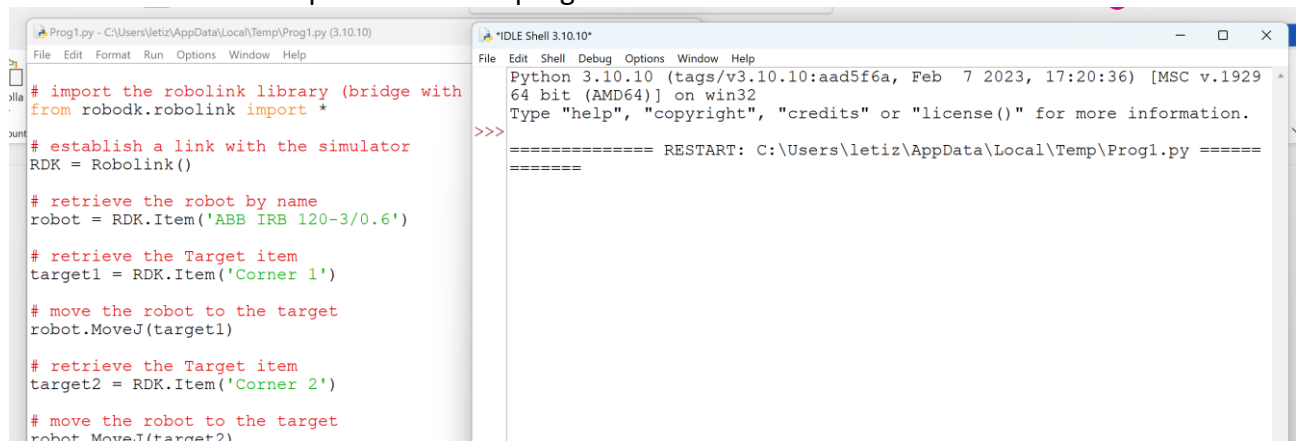 Prog1.py - C:\Users\letiz\AppData\Local\Temp\Prog1.py (3.10.10)
File Edit Format Run Options Window Help
# import the robolink library (bridge with
from robodk.robolink import *
# establish a link with the simulator
RDK = Robolink()
# retrieve the robot by name
robot = RDK.Item('ABB IRB 120-3/0.6')
# retrieve the Target item
target1 = RDK.Item('Corner 1')
# move the robot to the target
robot.MoveJ(target1)
# retrieve the Target item
target2 = RDK.Item('Corner 2')
# move the robot to the target
robot.MoveJ(target2)
*IDLE Shell 3.10.10*
File Edit Shell Debug Options Window Help
Python 3.10.10 (tags/v3.10.10:aad5f6a, Feb 7 2023, 17:20:36) [MSC v.1929
64 bit (AMD64)] on win32
Type "help", "copyright", "credits" or "license()" for more information.
>>>
============== RESTART: C:\Users\letiz\AppData\Local\Temp\Prog1.py ======
=======